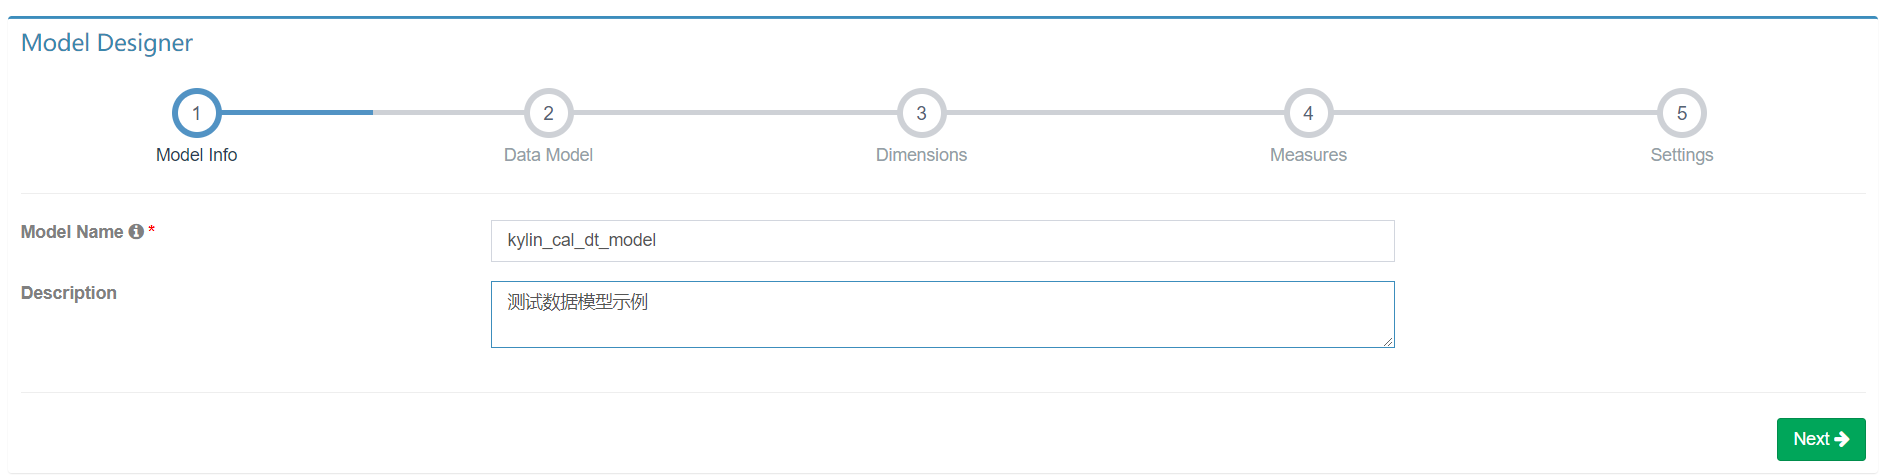 Model Designer
1
2
3
4
5
Model Info
Data Model
Dimensions
Measures
Settings
Model Name *
kylin_cal_dt_model
Description
测试数据模型示例
Next